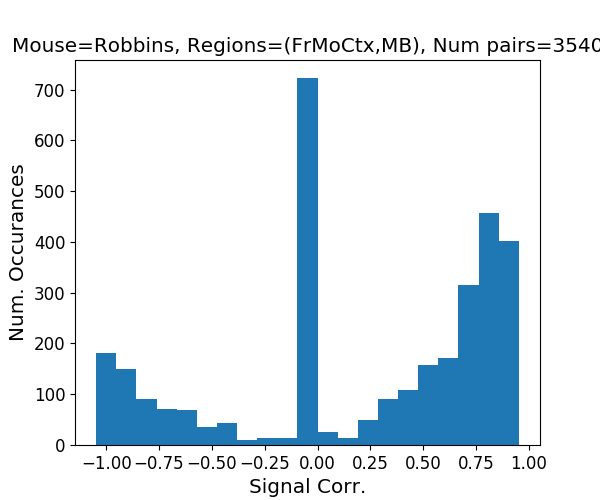 Mouse=Robbins, Regions=(FrMoCtx,MB), Num pairs=3540
700
600
500
400
300
200
100
0
Num. Occurances
−1.00 −0.75 −0.50 −0.25 0.00 0.25 0.50 0.75 1.00
Signal Corr.